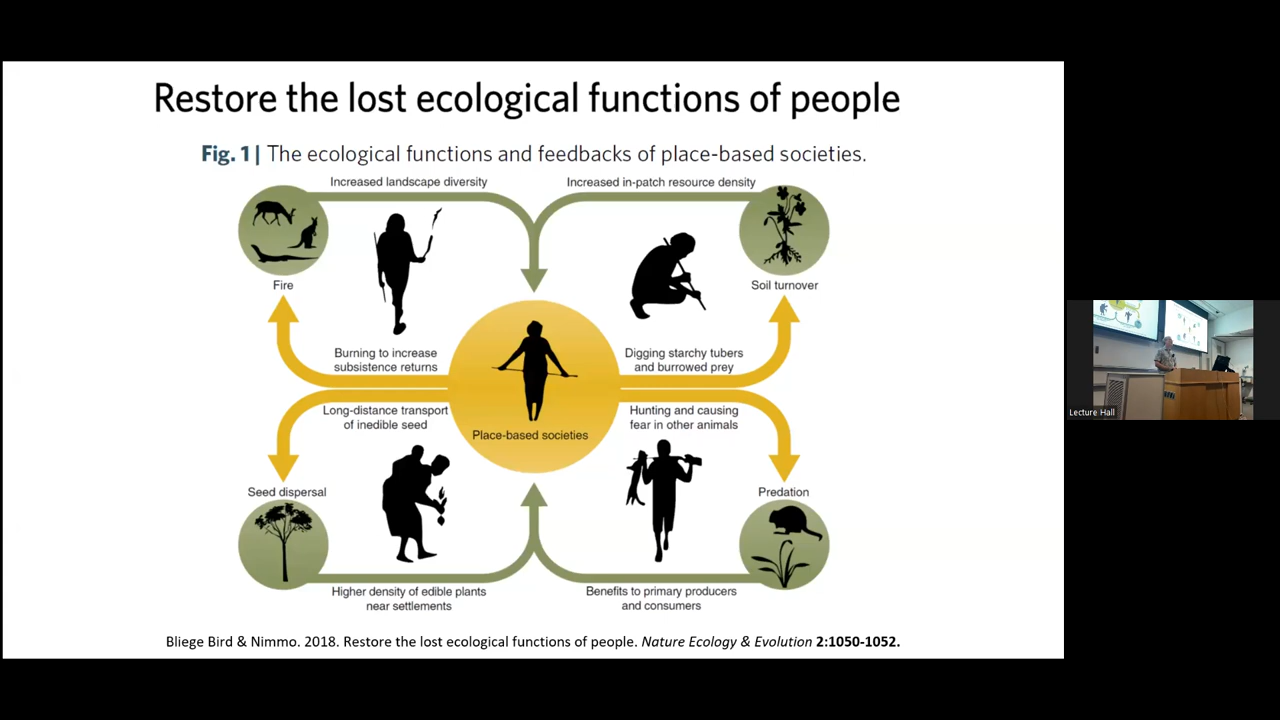 Restore the lost ecological functions of people
Fig. 1 | The ecological functions and feedbacks of place-based societies.
Increased landscape diversity
Increased in-patch resource density
Fire
Soil turnover
Burning to increase
subsistence returns
Digging starchy tubers
and burrowed prey
Long-distance transport
of inedible seed
Hunting and causing
fear in other animals
Place-based societies
Seed dispersal
Predation
Higher density of edible plants
near settlements
Benefits to primary producers
and consumers
Bliege Bird & Nimmo. 2018. Restore the lost ecological functions of people. Nature Ecology & Evolution 2:1050-1052.
Lecture Hall